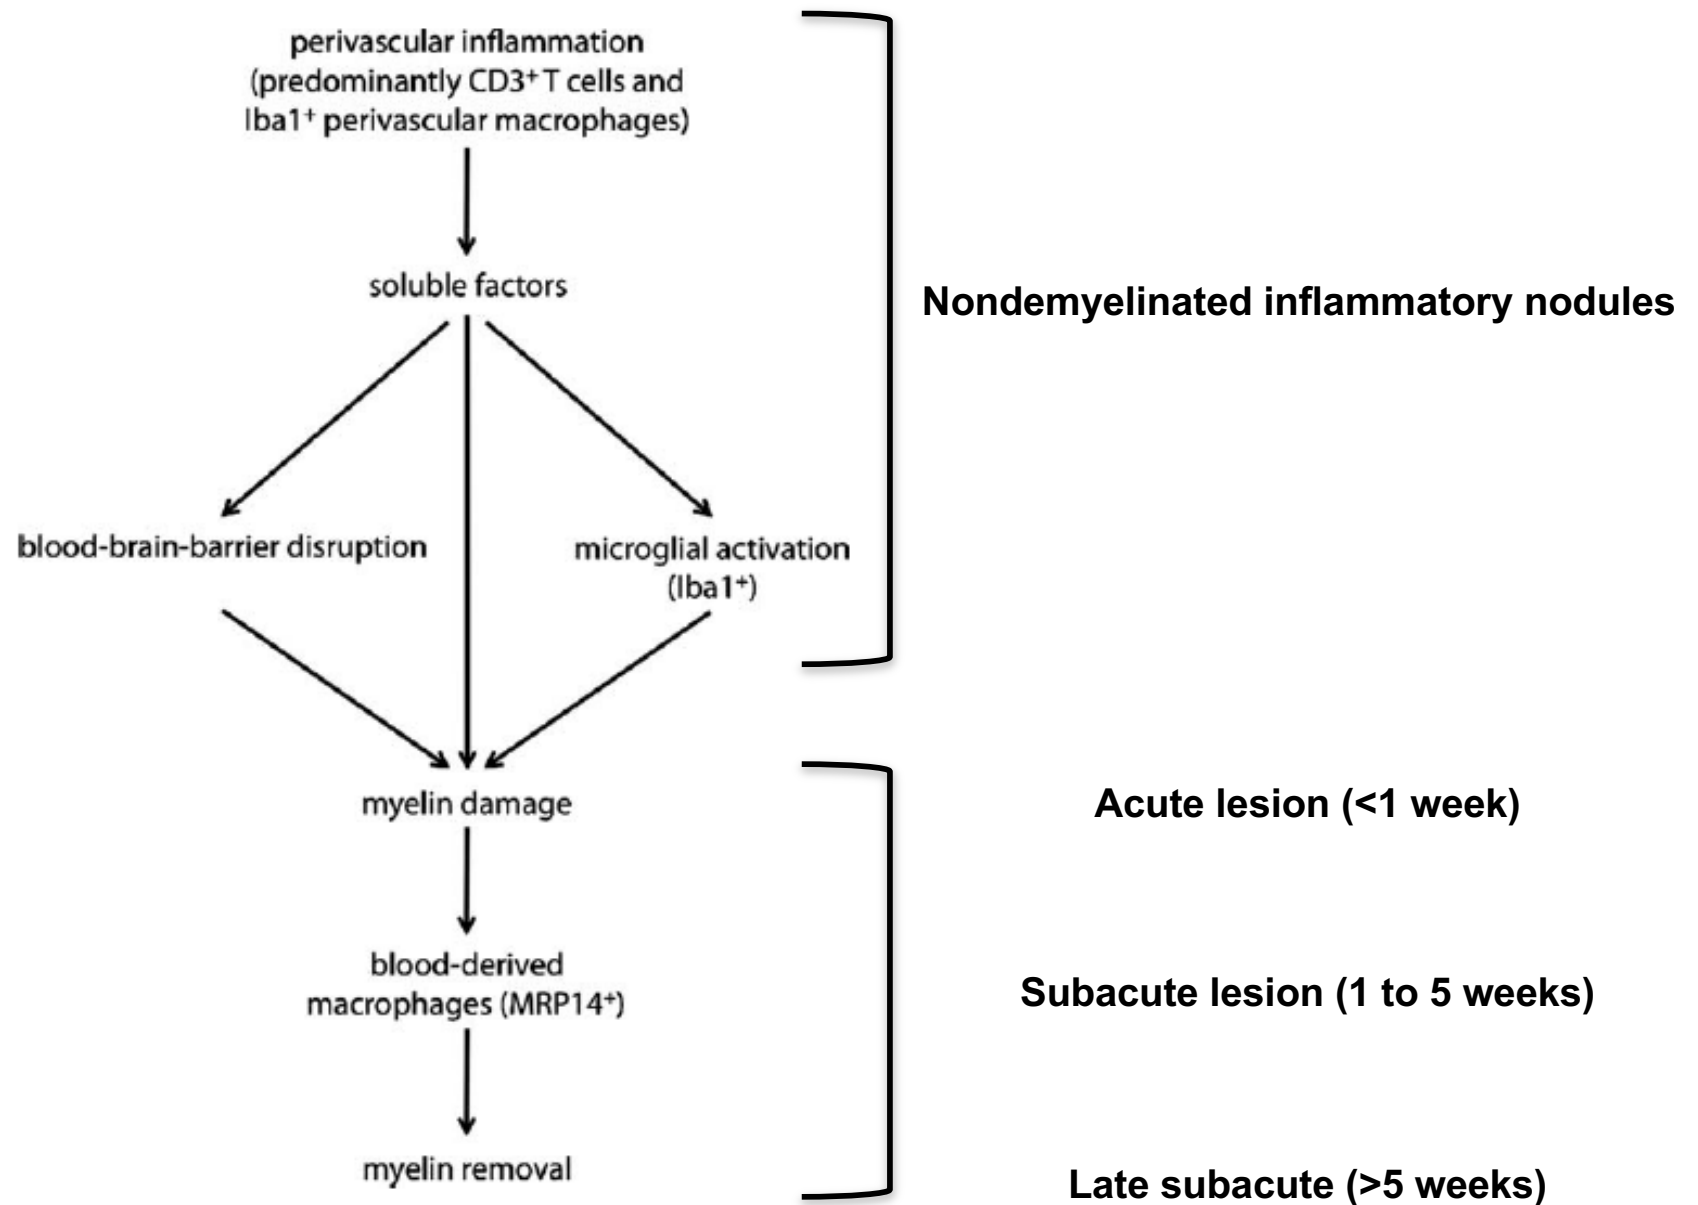 perivascular inflammation
(predominantly CD3⁺ T cells and
Iba1⁺ perivascular macrophages)
soluble factors
Nondemyelinated inflammatory nodules
blood-brain-barrier disruption
microglial activation
(Iba1⁺)
myelin damage
Acute lesion (<1 week)
blood-derived
macrophages (MRP14⁺)
Subacute lesion (1 to 5 weeks)
myelin removal
Late subacute (>5 weeks)